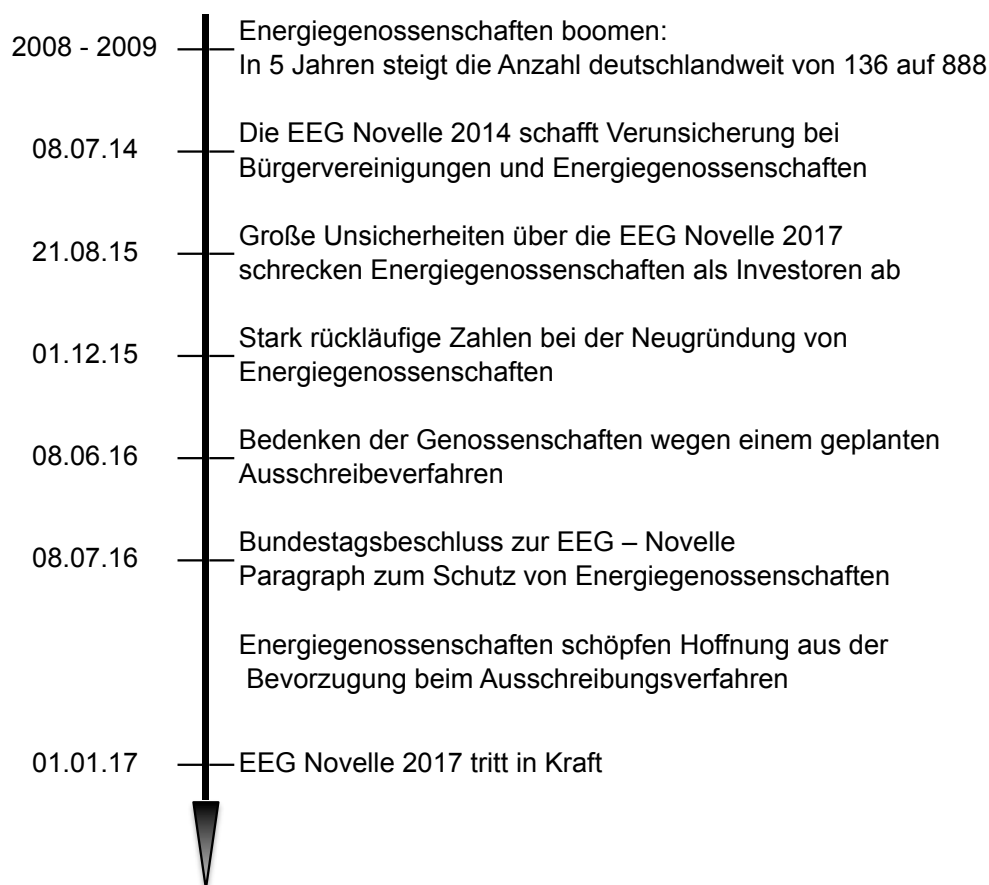 2008 - 2009
Energiegenossenschaften boomen:
In 5 Jahren steigt die Anzahl deutschlandweit von 136 auf 888
08.07.14
Die EEG Novelle 2014 schafft Verunsicherung bei
Bürgervereinigungen und Energiegenossenschaften
21.08.15
Große Unsicherheiten über die EEG Novelle 2017
schrecken Energiegenossenschaften als Investoren ab
01.12.15
Stark rückläufige Zahlen bei der Neugründung von
Energiegenossenschaften
08.06.16
Bedenken der Genossenschaften wegen einem geplanten
Ausschreibeverfahren
08.07.16
Bundestagsbeschluss zur EEG – Novelle
Paragraph zum Schutz von Energiegenossenschaften
Energiegenossenschaften schöpfen Hoffnung aus der
Bevorzugung beim Ausschreibungsverfahren
01.01.17
EEG Novelle 2017 tritt in Kraft